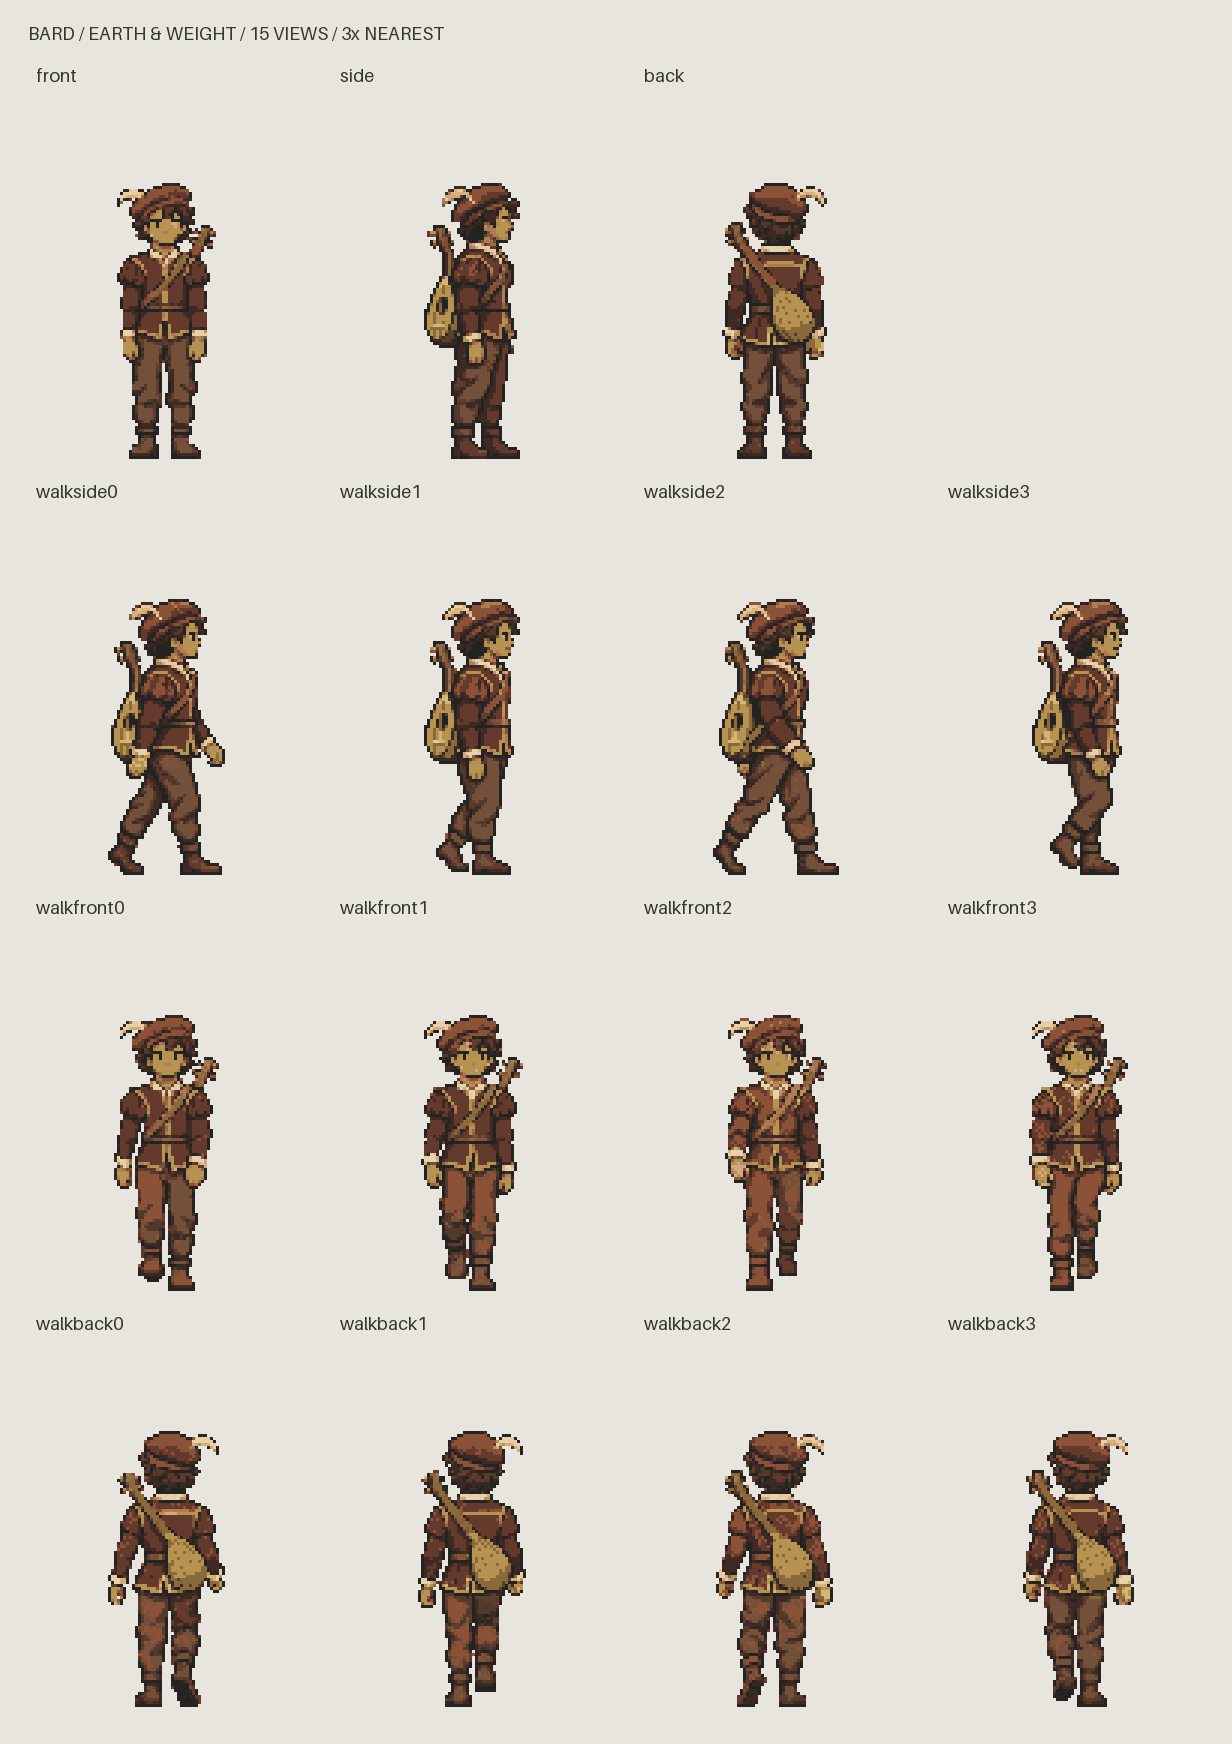 BARD / EARTH & WEIGHT / 15 VIEWS / 3x NEAREST
front side back
walkside0 walkside1 walkside2 walkside3
walkfront0 walkfront1 walkfront2 walkfront3
walkback0 walkback1 walkback2 walkback3